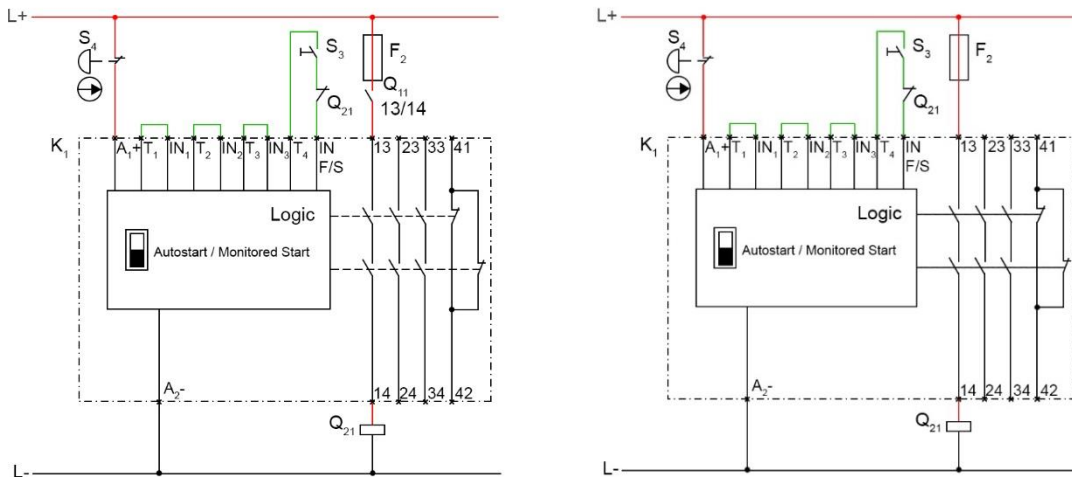 L+
S4
S3
F2
Q11
13/14
Q21
K1
A1+ T1 IN1 T2 IN2 T3 IN3 T4 IN 13 23 33 41
F/S
Logic
Autostart / Monitored Start
A2-
14 24 34 42
Q21
L-
L+
S4
S3
F2
Q21
K1
A1+ T1 IN1 T2 IN2 T3 IN3 T4 IN 13 23 33 41
F/S
Logic
Autostart / Monitored Start
A2-
14 24 34 42
Q21
L-